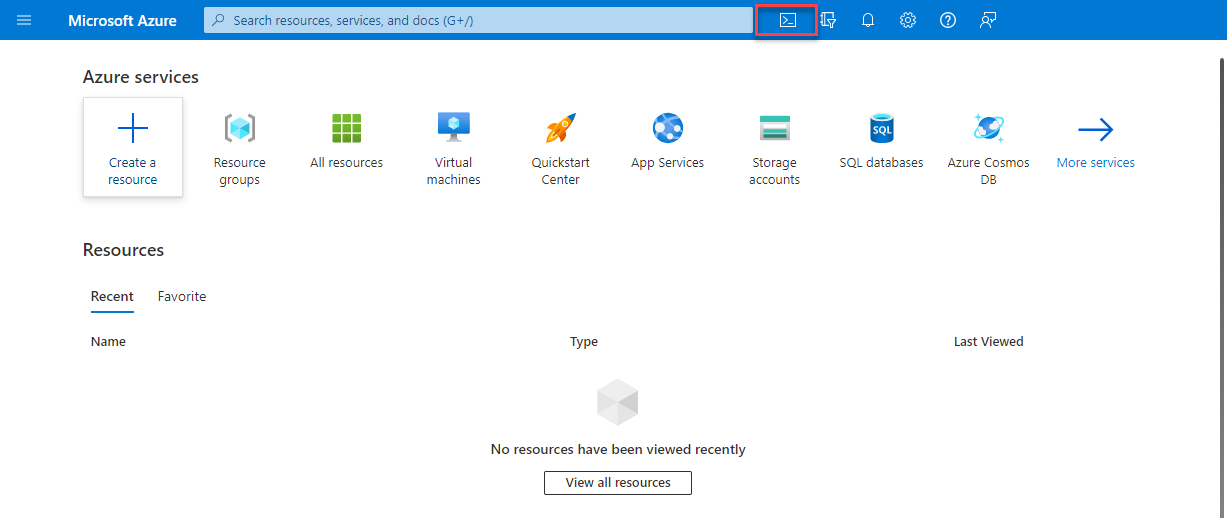 Microsoft Azure
Search resources, services, and docs (G+/)
Azure services
Create a
resource
Resource
groups
All resources
Virtual
machines
Quickstart
Center
App Services
Storage
accounts
SQL
SQL databases
Azure Cosmos
DB
More services
Resources
Recent Favorite
Name Type Last Viewed
No resources have been viewed recently
View all resources